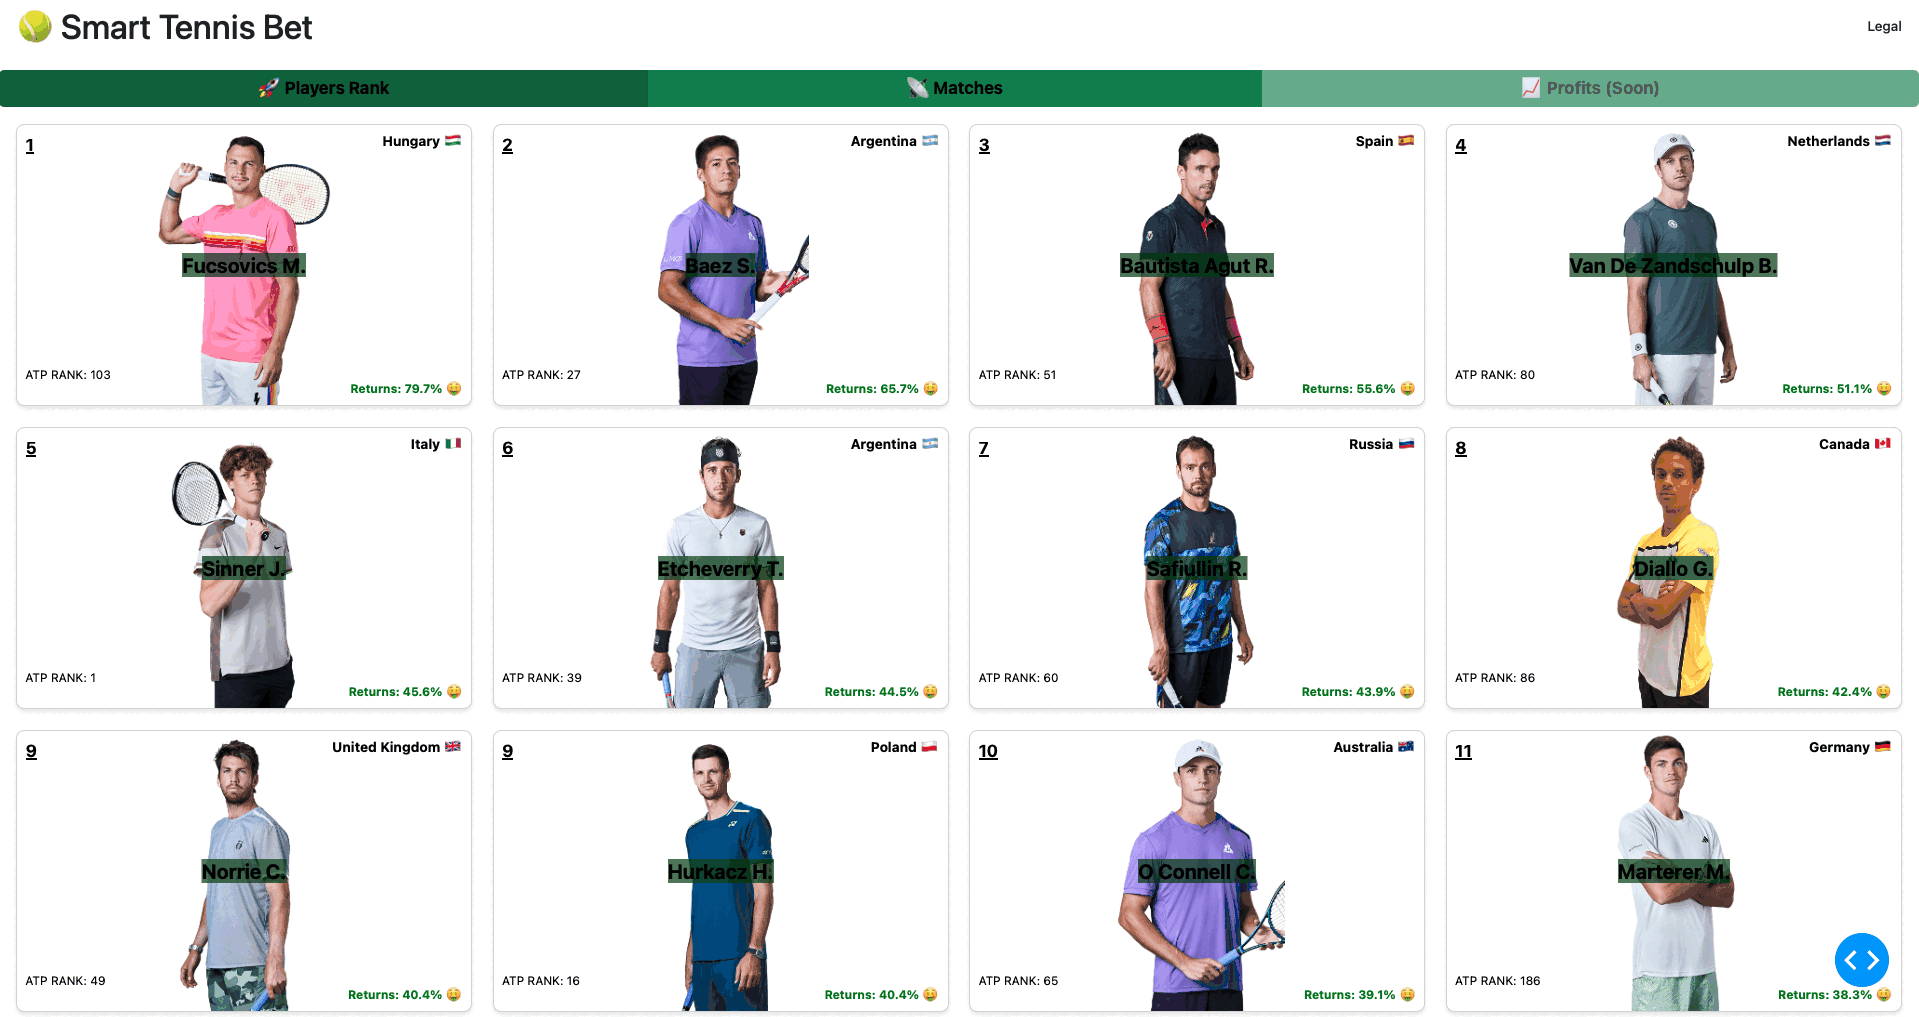 Smart Tennis Bet
Legal
Players Rank
Matches
Profits (Soon)
1
Hungary
Fucsovics M.
ATP RANK: 103
Returns: 79.7%
2
Argentina
Baez S.
ATP RANK: 27
Returns: 65.7%
3
Spain
Bautista Agut R.
ATP RANK: 51
Returns: 55.6%
4
Netherlands
Van De Zandschulp B.
ATP RANK: 80
Returns: 51.1%
5
Italy
Sinner J.
ATP RANK: 1
Returns: 45.6%
6
Argentina
Etcheverry T.
ATP RANK: 39
Returns: 44.5%
7
Russia
Safiullin R.
ATP RANK: 60
Returns: 43.9%
8
Canada
Diallo G.
ATP RANK: 86
Returns: 42.4%
9
United Kingdom
Norrie C.
ATP RANK: 49
Returns: 40.4%
9
Poland
Hurkacz H.
ATP RANK: 16
Returns: 40.4%
10
Australia
O Connell C.
ATP RANK: 65
Returns: 39.1%
11
Germany
Marterer M.
ATP RANK: 186
Returns: 38.3%